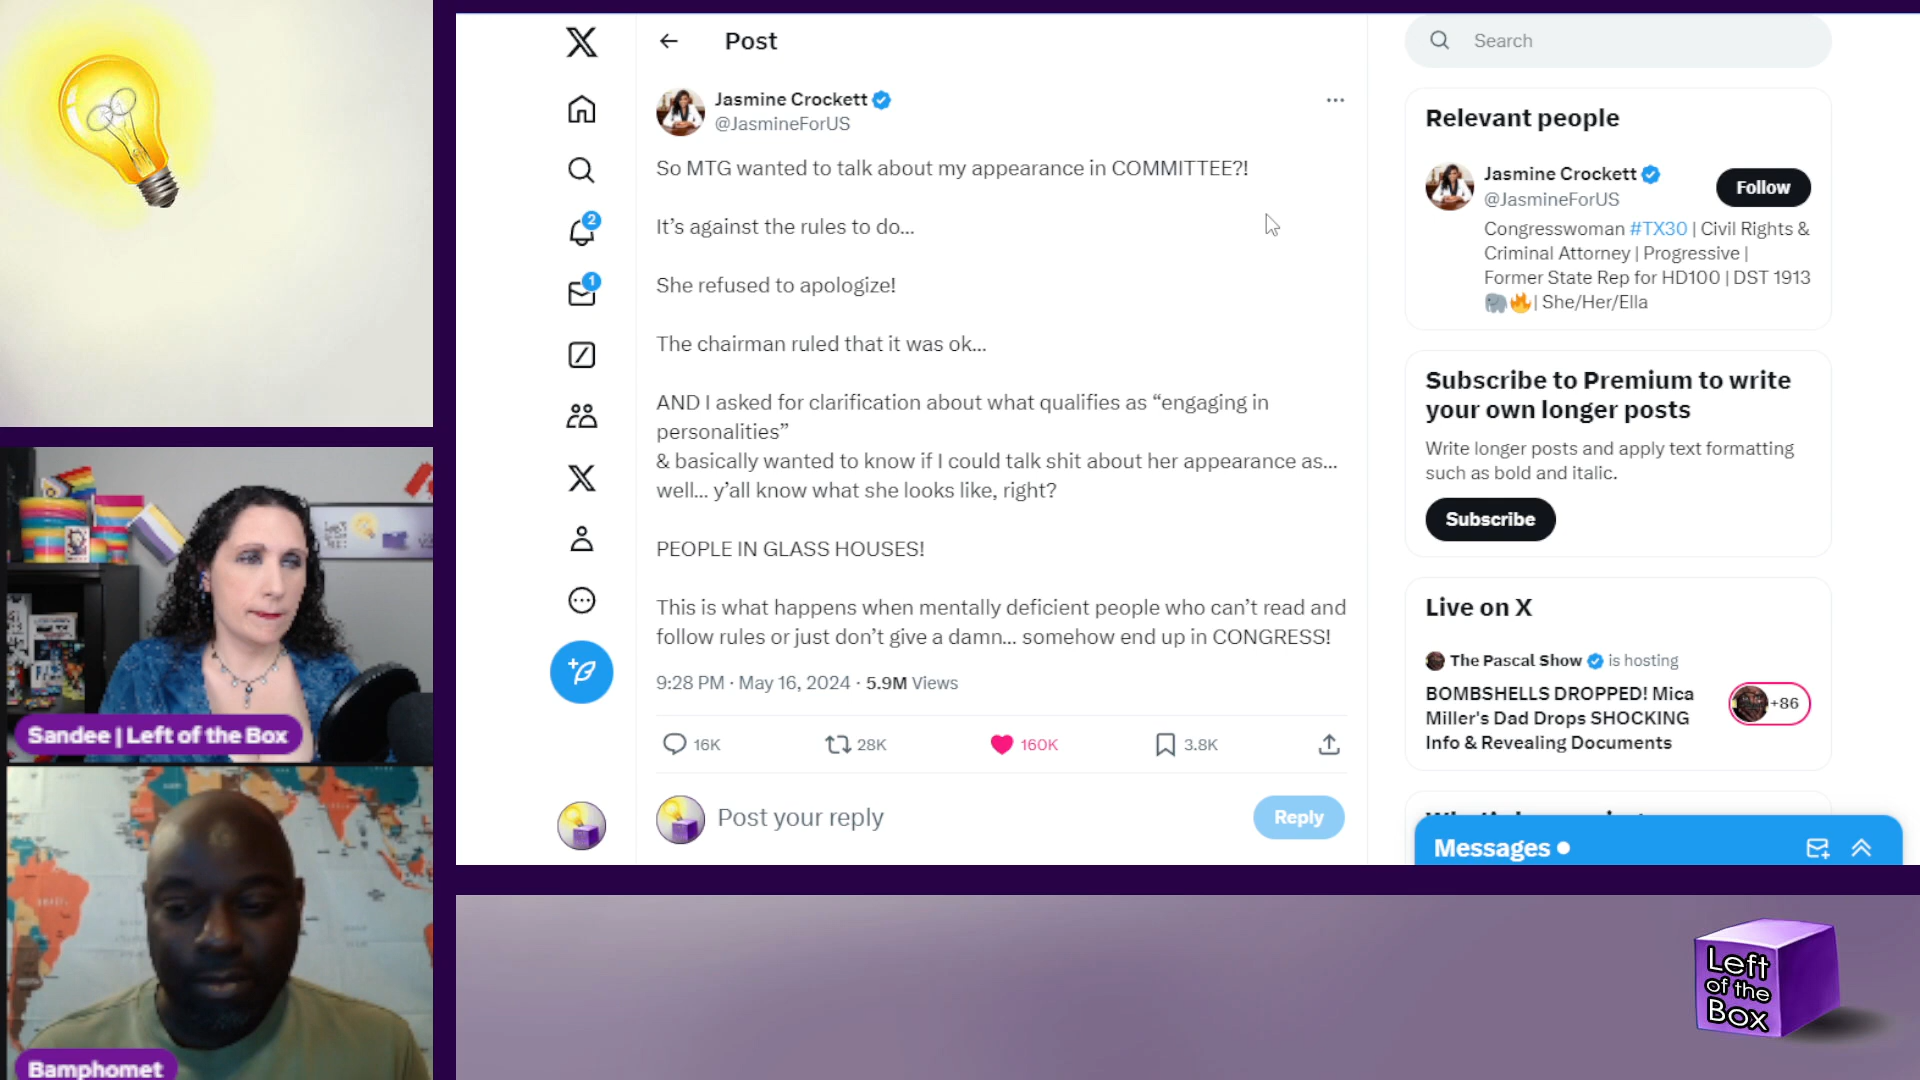 Post
Jasmine Crockett
@JasmineForUS
So MTG wanted to talk about my appearance in COMMITTEE?!
It’s against the rules to do...
She refused to apologize!
The chairman ruled that it was ok...
AND I asked for clarification about what qualifies as “engaging in
personalities”
& basically wanted to know if I could talk shit about her appearance as...
well... y’all know what she looks like, right?
PEOPLE IN GLASS HOUSES!
This is what happens when mentally deficient people who can’t read and
follow rules or just don’t give a damn... somehow end up in CONGRESS!
9:28 PM · May 16, 2024 · 5.9M Views
16K
28K
160K
3.8K
Post your reply
Reply
2
1
Search
Relevant people
Jasmine Crockett
@JasmineForUS
Follow
Congresswoman #TX30 | Civil Rights &
Criminal Attorney | Progressive |
Former State Rep for HD100 | DST 1913
🐘🔥| She/Her/Ella
Subscribe to Premium to write
your own longer posts
Write longer posts and apply text formatting
such as bold and italic.
Subscribe
Live on X
The Pascal Show is hosting
BOMBSHELLS DROPPED! Mica
Miller's Dad Drops SHOCKING
Info & Revealing Documents
+86
Messages
Sandee | Left of the Box
Bamphomet
Left
of the
Box